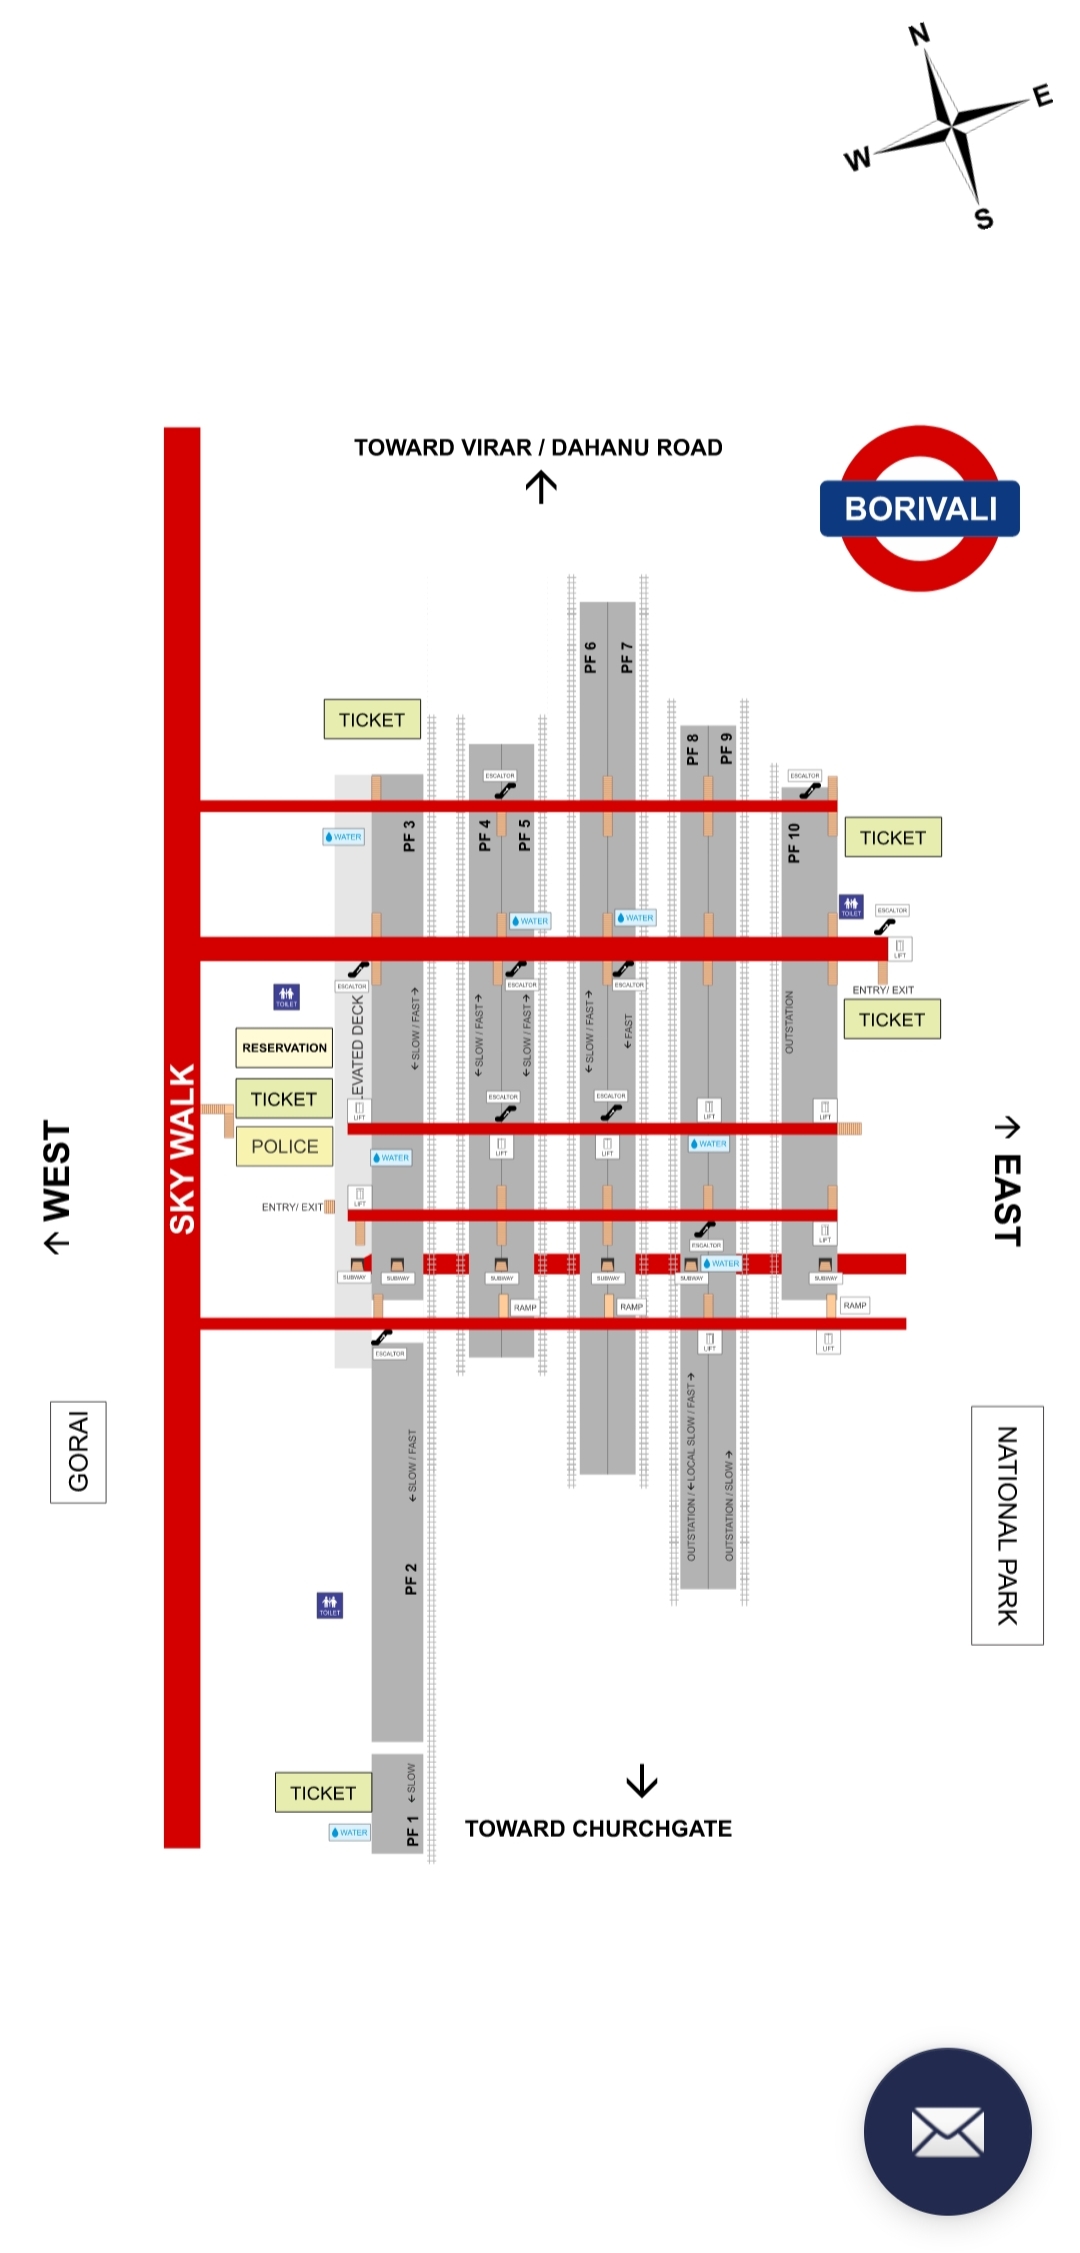 N
E
W
S
TOWARD VIRAR / DAHANU ROAD
↑
BORIVALI
PF 6
PF 7
TICKET
PF 8
PF 9
ESCALTOR
ESCALTOR
WATER
PF 3
PF 4
PF 5
PF 10
TICKET
TOILET
ESCALTOR
WATER
WATER
LIFT
ESCALTOR
ESCALTOR
ESCALTOR
ENTRY/ EXIT
TOILET
TICKET
RESERVATION
EVATED DECK
← SLOW / FAST →
← SLOW / FAST →
← SLOW / FAST →
← SLOW / FAST →
← FAST
OUTSTATION
TICKET
LIFT
ESCALTOR
ESCALTOR
LIFT
LIFT
POLICE
SKY WALK
← WEST
EAST →
WATER
LIFT
LIFT
WATER
ENTRY/ EXIT
LIFT
ESCALTOR
LIFT
SUBWAY
SUBWAY
SUBWAY
SUBWAY
SUBWAY
WATER
SUBWAY
RAMP
RAMP
RAMP
ESCALTOR
LIFT
LIFT
GORAI
NATIONAL PARK
← SLOW / FAST
OUTSTATION / ← LOCAL SLOW / FAST →
OUTSTATION / SLOW →
PF 2
TOILET
TICKET
← SLOW
WATER
PF 1
↓
TOWARD CHURCHGATE